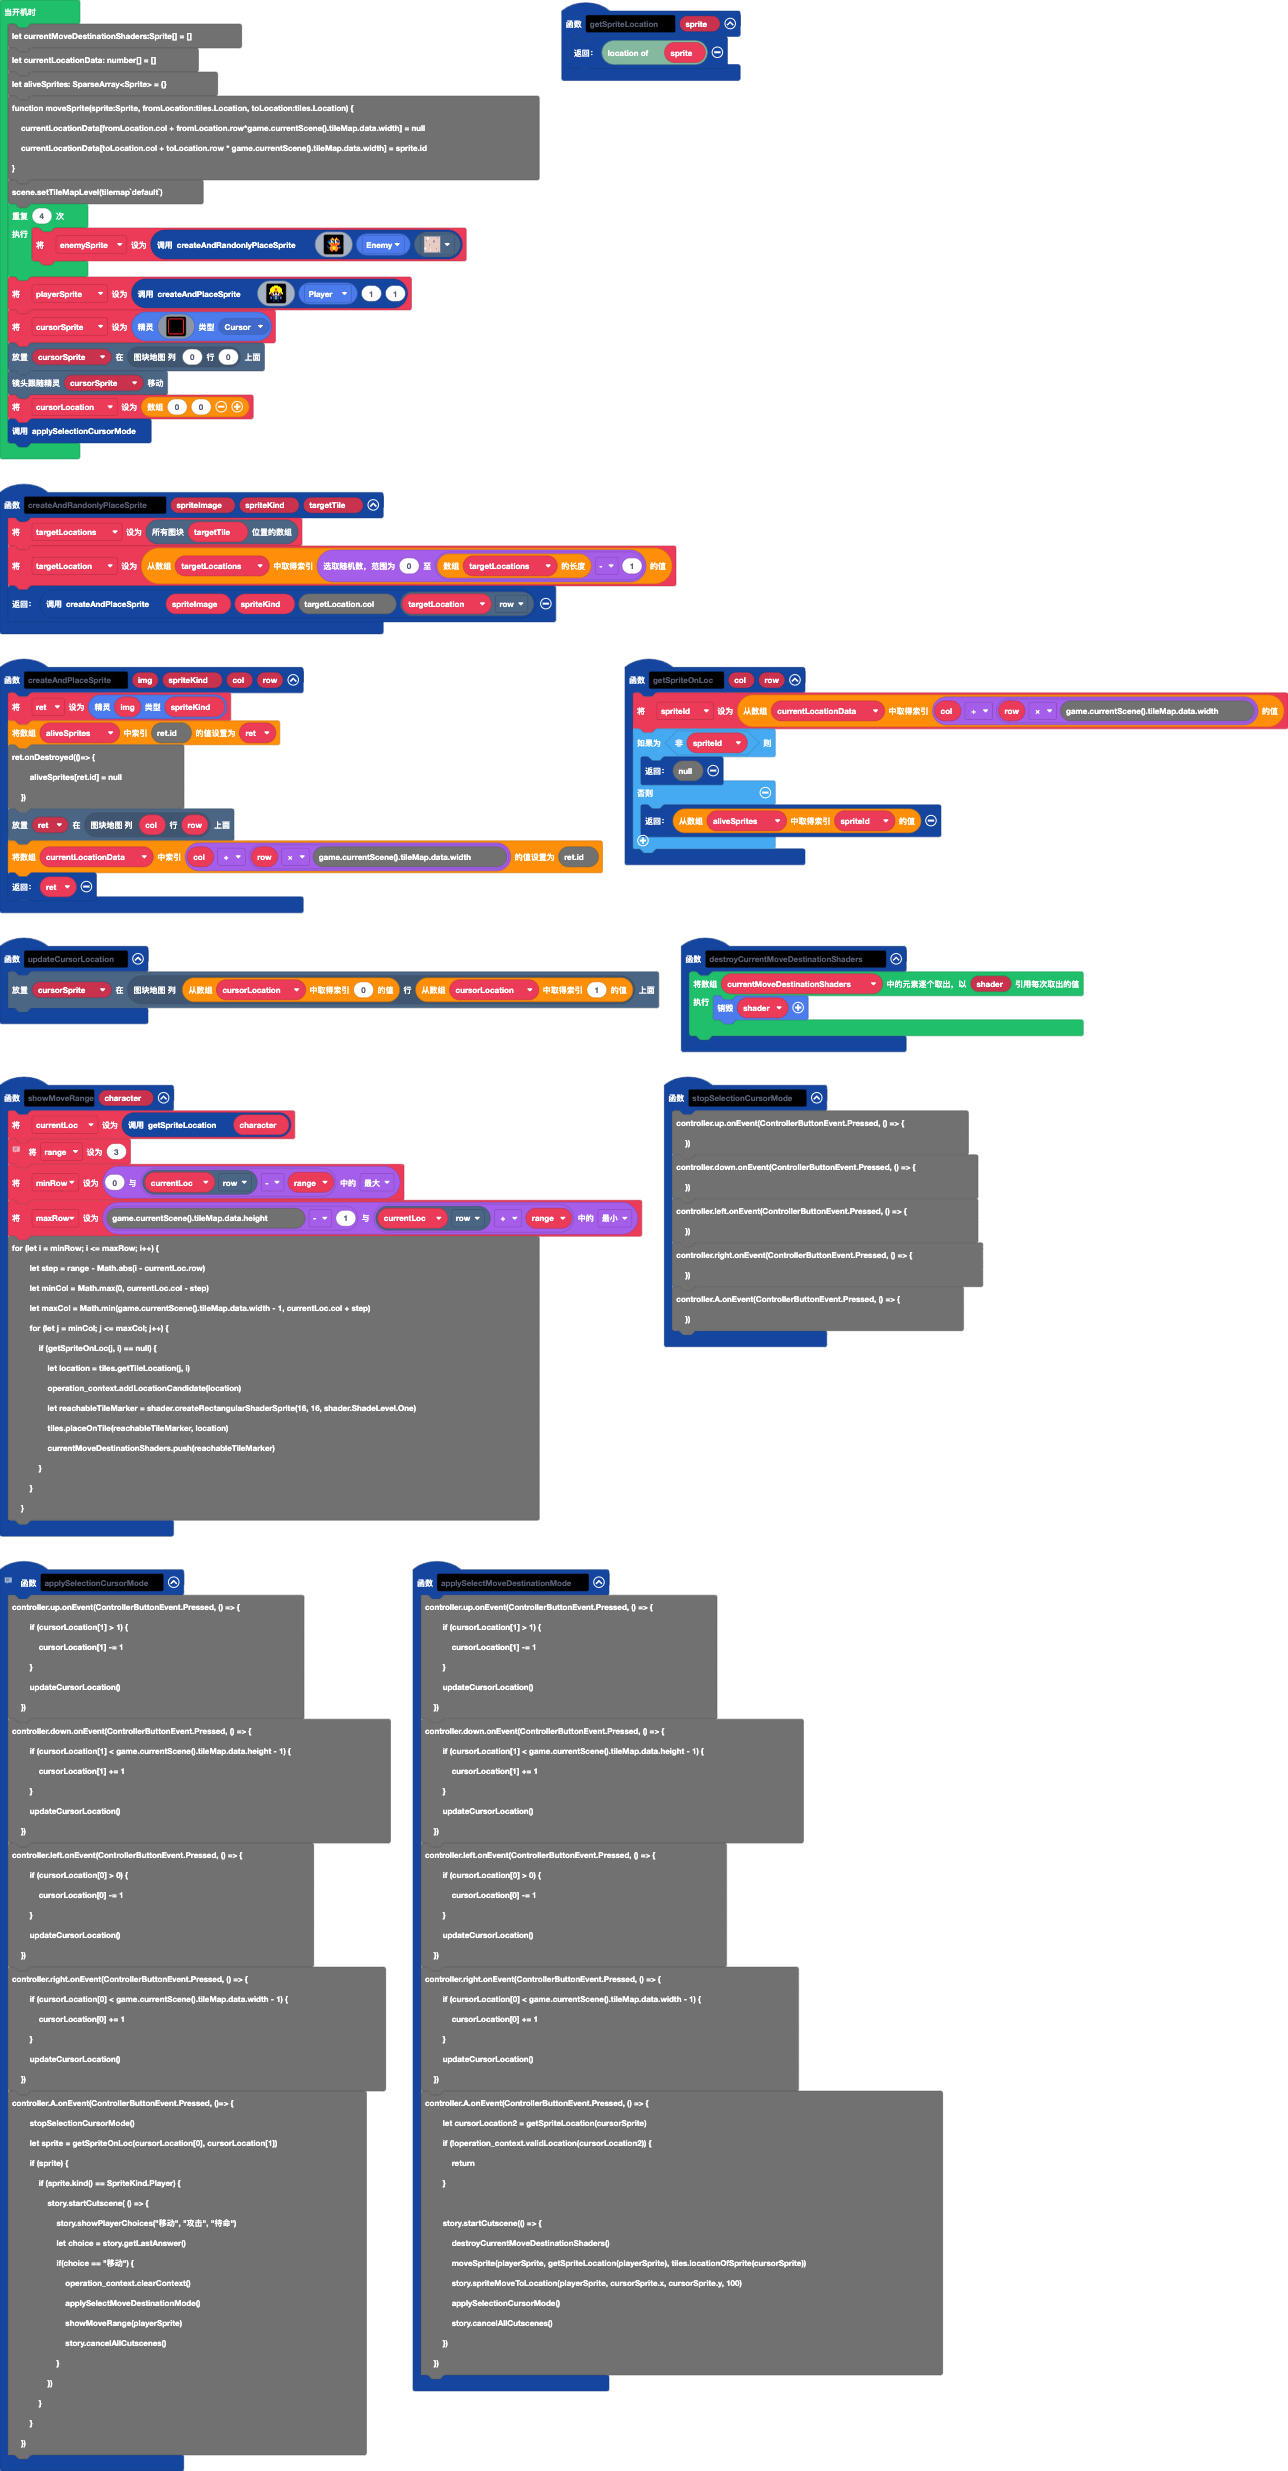 当开机时
let currentMoveDestinationShaders:Sprite[] = []
let currentLocationData: number[] = []
let aliveSprites: SparseArray<Sprite> = {}
function moveSprite(sprite:Sprite, fromLocation:tiles.Location, toLocation:tiles.Location) {
currentLocationData[fromLocation.col + fromLocation.row*game.currentScene().tileMap.data.width] = null
currentLocationData[toLocation.col + toLocation.row * game.currentScene().tileMap.data.width] = sprite.id
}
scene.setTileMapLevel(tilemap`default`)
重复 4 次
执行
将 enemySprite 设为 调用 createAndRandonlyPlaceSprite Enemy
将 playerSprite 设为 调用 createAndPlaceSprite Player 1 1
将 cursorSprite 设为 精灵 类型 Cursor
放置 cursorSprite 在 图块地图 列 0 行 0 上面
镜头跟随精灵 cursorSprite 移动
将 cursorLocation 设为 数组 0 0
调用 applySelectionCursorMode
函数 getSpriteLocation sprite
返回: location of sprite
函数 createAndRandonlyPlaceSprite spriteImage spriteKind targetTile
将 targetLocations 设为 所有图块 targetTile 位置的数组
将 targetLocation 设为 从数组 targetLocations 中取得索引 选取随机数，范围为 0 至 数组 targetLocations 的长度 - 1 的值
返回: 调用 createAndPlaceSprite spriteImage spriteKind targetLocation.col targetLocation row
函数 createAndPlaceSprite img spriteKind col row
将 ret 设为 精灵 img 类型 spriteKind
将数组 aliveSprites 中索引 ret.id 的值设置为 ret
ret.onDestroyed(()=> {
aliveSprites[ret.id] = null
})
放置 ret 在 图块地图 列 col 行 row 上面
将数组 currentLocationData 中索引 col + row × game.currentScene().tileMap.data.width 的值设置为 ret.id
返回: ret
函数 getSpriteOnLoc col row
将 spriteId 设为 从数组 currentLocationData 中取得索引 col + row × game.currentScene().tileMap.data.width 的值
如果为 非 spriteId 则
返回: null
否则
返回: 从数组 aliveSprites 中取得索引 spriteId 的值
函数 updateCursorLocation
放置 cursorSprite 在 图块地图 列 从数组 cursorLocation 中取得索引 0 的值 行 从数组 cursorLocation 中取得索引 1 的值 上面
函数 destroyCurrentMoveDestinationShaders
将数组 currentMoveDestinationShaders 中的元素逐个取出，以 shader 引用每次取出的值
执行 销毁 shader
函数 showMoveRange character
将 currentLoc 设为 调用 getSpriteLocation character
将 range 设为 3
将 minRow 设为 0 与 currentLoc row - range 中的 最大
将 maxRow 设为 game.currentScene().tileMap.data.height - 1 与 currentLoc row + range 中的 最小
for (let i = minRow; i <= maxRow; i++) {
let step = range - Math.abs(i - currentLoc.row)
let minCol = Math.max(0, currentLoc.col - step)
let maxCol = Math.min(game.currentScene().tileMap.data.width - 1, currentLoc.col + step)
for (let j = minCol; j <= maxCol; j++) {
if (getSpriteOnLoc(j, i) == null) {
let location = tiles.getTileLocation(j, i)
operation_context.addLocationCandidate(location)
let reachableTileMarker = shader.createRectangularShaderSprite(16, 16, shader.ShadeLevel.One)
tiles.placeOnTile(reachableTileMarker, location)
currentMoveDestinationShaders.push(reachableTileMarker)
}
}
}
函数 stopSelectionCursorMode
controller.up.onEvent(ControllerButtonEvent.Pressed, () => {
})
controller.down.onEvent(ControllerButtonEvent.Pressed, () => {
})
controller.left.onEvent(ControllerButtonEvent.Pressed, () => {
})
controller.right.onEvent(ControllerButtonEvent.Pressed, () => {
})
controller.A.onEvent(ControllerButtonEvent.Pressed, () => {
})
函数 applySelectionCursorMode
controller.up.onEvent(ControllerButtonEvent.Pressed, () => {
if (cursorLocation[1] > 1) {
cursorLocation[1] -= 1
}
updateCursorLocation()
})
controller.down.onEvent(ControllerButtonEvent.Pressed, () => {
if (cursorLocation[1] < game.currentScene().tileMap.data.height - 1) {
cursorLocation[1] += 1
}
updateCursorLocation()
})
controller.left.onEvent(ControllerButtonEvent.Pressed, () => {
if (cursorLocation[0] > 0) {
cursorLocation[0] -= 1
}
updateCursorLocation()
})
controller.right.onEvent(ControllerButtonEvent.Pressed, () => {
if (cursorLocation[0] < game.currentScene().tileMap.data.width - 1) {
cursorLocation[0] += 1
}
updateCursorLocation()
})
controller.A.onEvent(ControllerButtonEvent.Pressed, ()=> {
stopSelectionCursorMode()
let sprite = getSpriteOnLoc(cursorLocation[0], cursorLocation[1])
if (sprite) {
if (sprite.kind() == SpriteKind.Player) {
story.startCutscene( () => {
story.showPlayerChoices("移动", "攻击", "待命")
let choice = story.getLastAnswer()
if(choice == "移动") {
operation_context.clearContext()
applySelectMoveDestinationMode()
showMoveRange(playerSprite)
story.cancelAllCutscenes()
}
})
}
}
})
函数 applySelectMoveDestinationMode
controller.up.onEvent(ControllerButtonEvent.Pressed, () => {
if (cursorLocation[1] > 1) {
cursorLocation[1] -= 1
}
updateCursorLocation()
})
controller.down.onEvent(ControllerButtonEvent.Pressed, () => {
if (cursorLocation[1] < game.currentScene().tileMap.data.height - 1) {
cursorLocation[1] += 1
}
updateCursorLocation()
})
controller.left.onEvent(ControllerButtonEvent.Pressed, () => {
if (cursorLocation[0] > 0) {
cursorLocation[0] -= 1
}
updateCursorLocation()
})
controller.right.onEvent(ControllerButtonEvent.Pressed, () => {
if (cursorLocation[0] < game.currentScene().tileMap.data.width - 1) {
cursorLocation[0] += 1
}
updateCursorLocation()
})
controller.A.onEvent(ControllerButtonEvent.Pressed, () => {
let cursorLocation2 = getSpriteLocation(cursorSprite)
if (!operation_context.validLocation(cursorLocation2)) {
return
}
story.startCutscene(() => {
destroyCurrentMoveDestinationShaders()
moveSprite(playerSprite, getSpriteLocation(playerSprite), tiles.locationOfSprite(cursorSprite))
story.spriteMoveToLocation(playerSprite, cursorSprite.x, cursorSprite.y, 100)
applySelectionCursorMode()
story.cancelAllCutscenes()
})
})